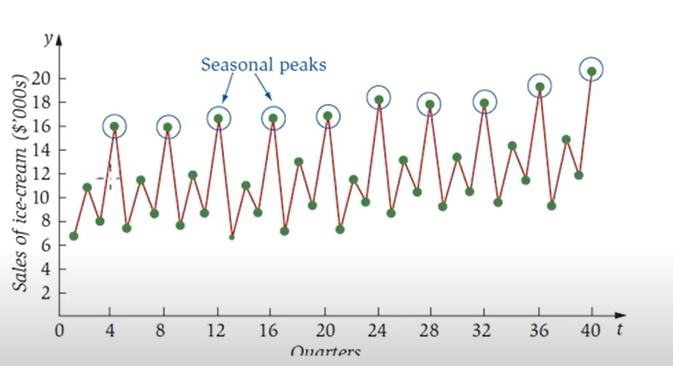 y
Seasonal peaks
Sales of ice-cream ($'000s)
20
18
16
14
12
10
8
6
4
2
0 4 8 12 16 20 24 28 32 36 40 t
Quarters